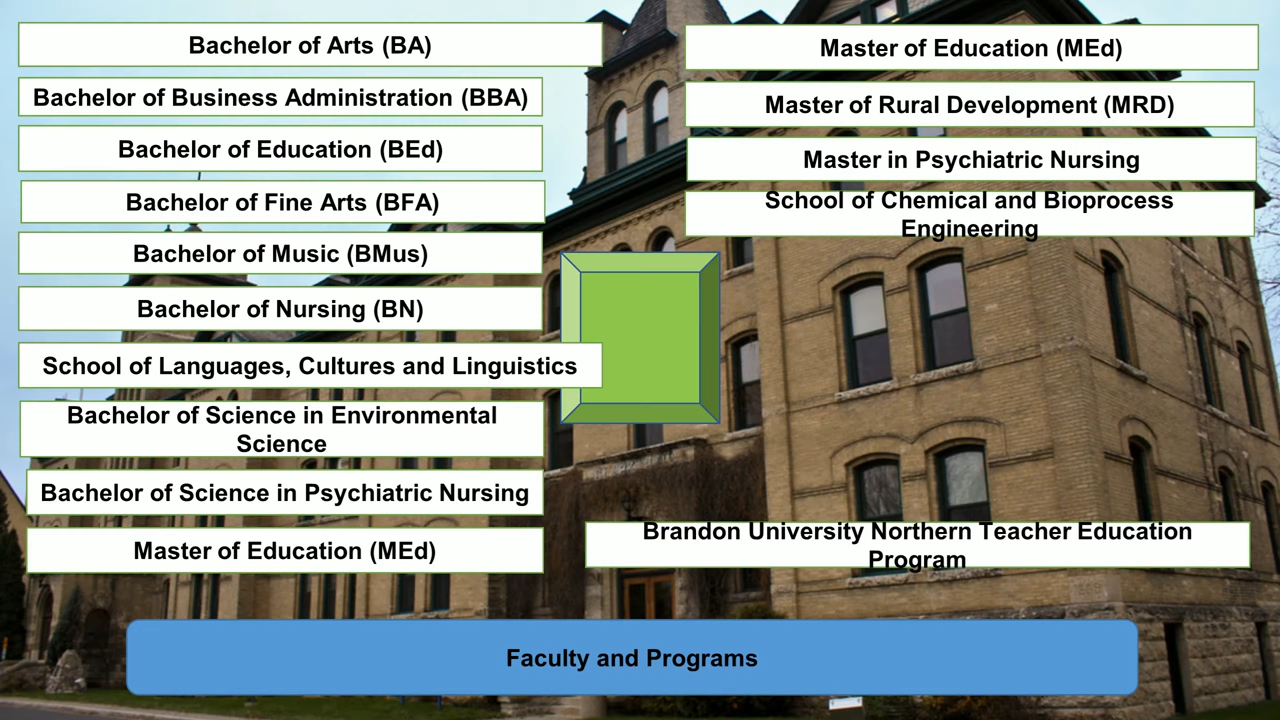 Bachelor of Arts (BA)
Bachelor of Business Administration (BBA)
Bachelor of Education (BEd)
Bachelor of Fine Arts (BFA)
Bachelor of Music (BMus)
Bachelor of Nursing (BN)
School of Languages, Cultures and Linguistics
Bachelor of Science in Environmental
Science
Bachelor of Science in Psychiatric Nursing
Master of Education (MEd)
Master of Education (MEd)
Master of Rural Development (MRD)
Master in Psychiatric Nursing
School of Chemical and Bioprocess
Engineering
Brandon University Northern Teacher Education
Program
Faculty and Programs